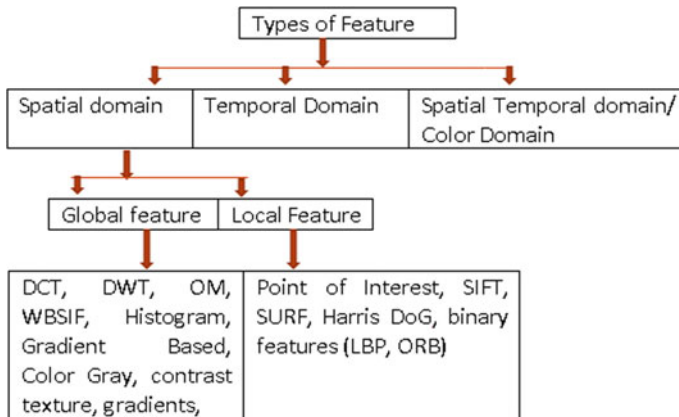 Types of Feature
Spatial domain
Temporal Domain
Spatial Temporal domain/
Color Domain
Global feature
Local Feature
DCT, DWT, OM,
WBSIF, Histogram,
Gradient Based,
Color Gray, contrast
texture, gradients,
Point of Interest, SIFT,
SURF, Harris DoG, binary
features (LBP, ORB)